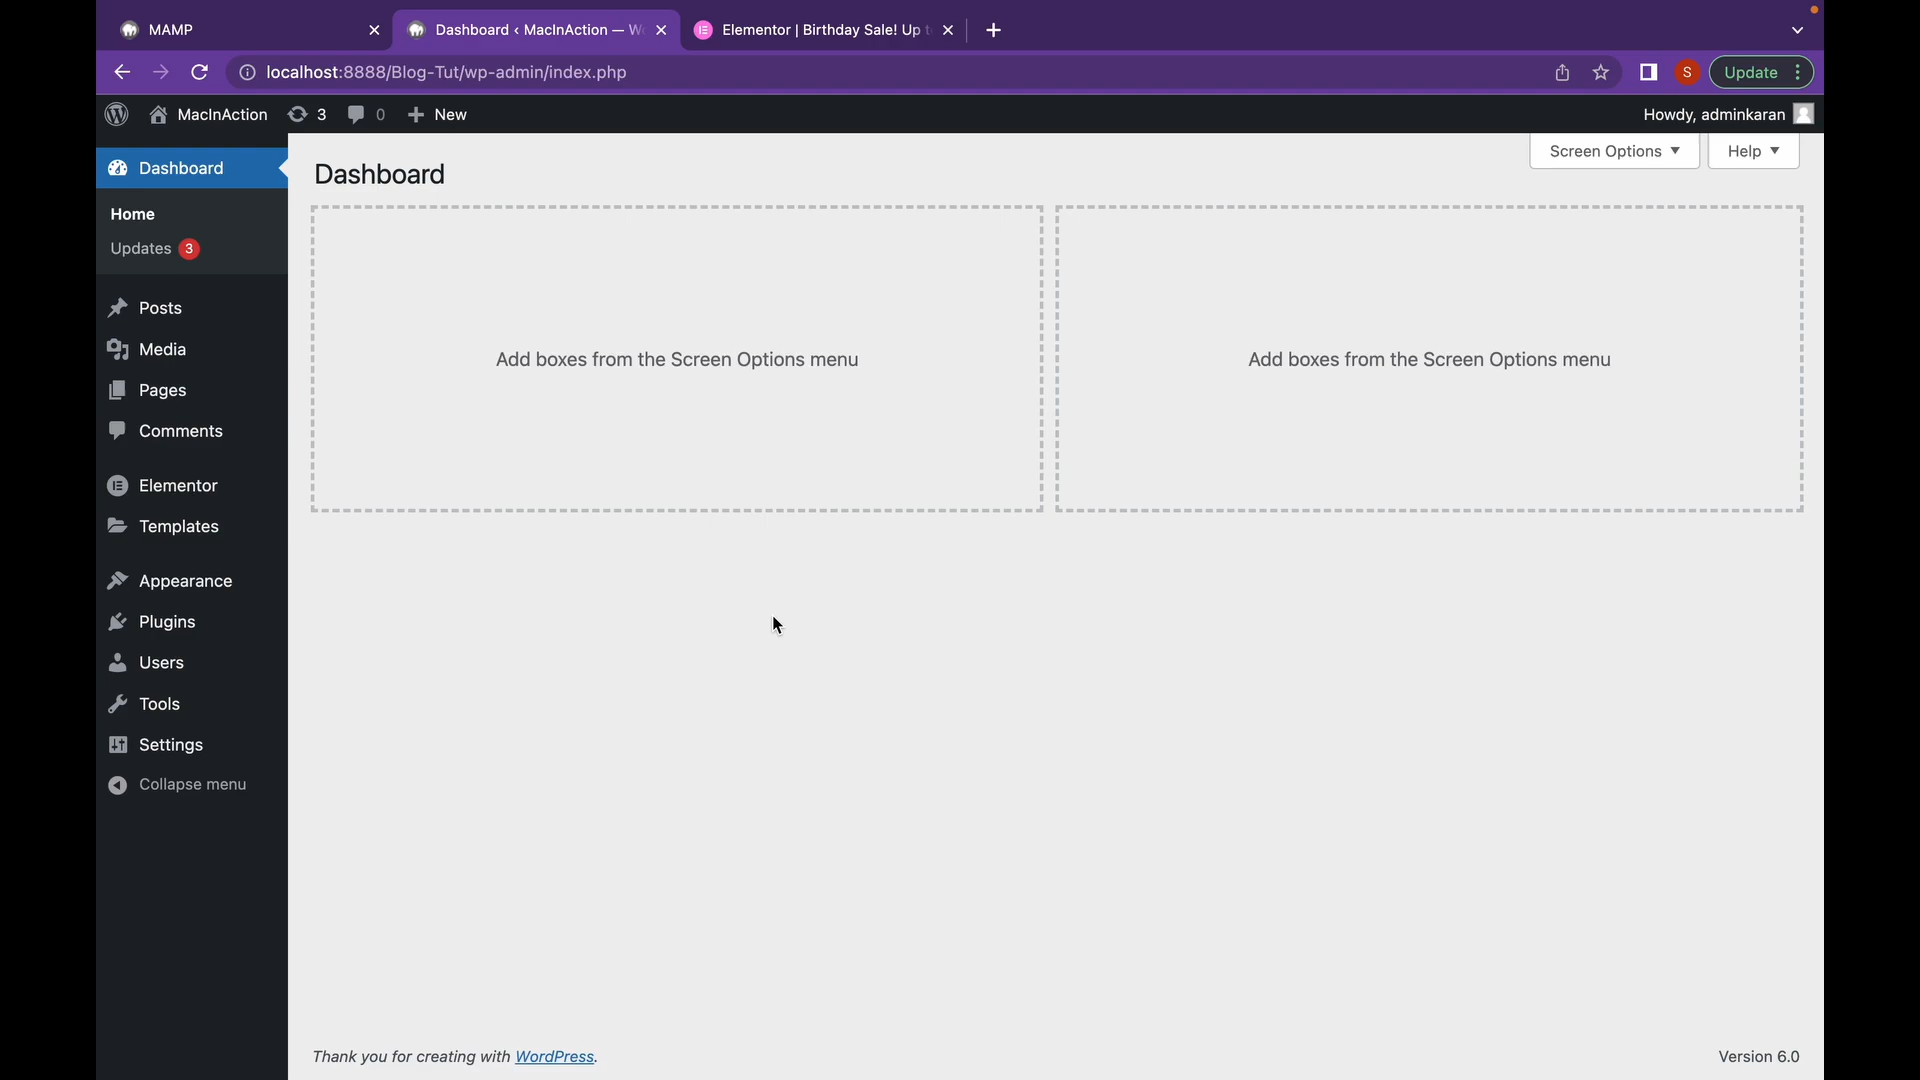 MAMP
Dashboard ‹ MacInAction — W
Elementor | Birthday Sale! Up t
localhost:8888/Blog-Tut/wp-admin/index.php
S
Update
MacInAction
3
0
New
Howdy, adminkaran
Dashboard
Home
Updates 3
Posts
Media
Pages
Comments
Elementor
Templates
Appearance
Plugins
Users
Tools
Settings
Collapse menu
Dashboard
Screen Options
Help
Add boxes from the Screen Options menu
Add boxes from the Screen Options menu
Thank you for creating with WordPress.
Version 6.0